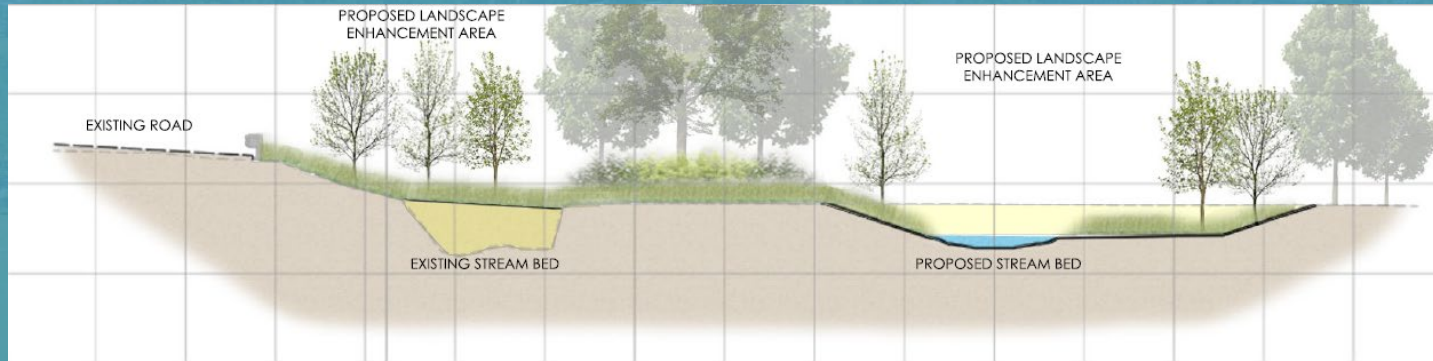 PROPOSED LANDSCAPE
ENHANCEMENT AREA
PROPOSED LANDSCAPE
ENHANCEMENT AREA
EXISTING ROAD
EXISTING STREAM BED
PROPOSED STREAM BED